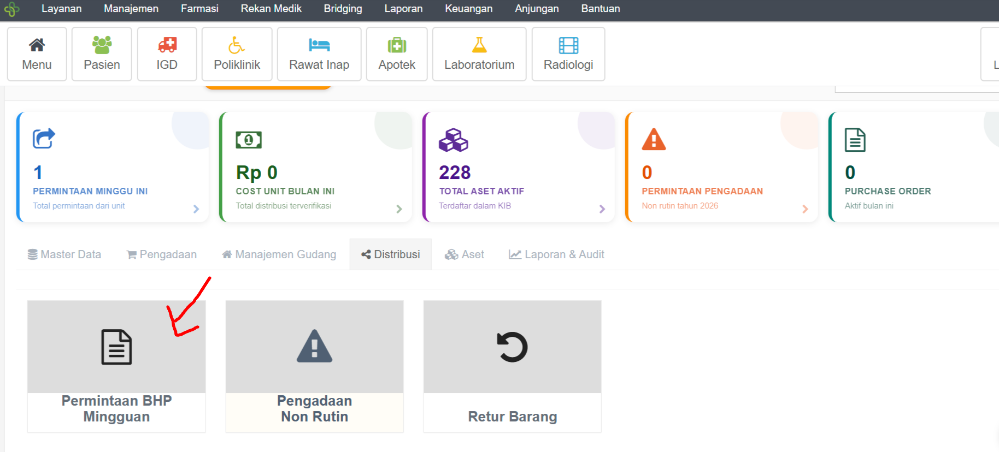 Layanan Manajemen Farmasi Rekan Medik Bridging Laporan Keuangan Anjungan Bantuan
Menu Pasien IGD Poliklinik Rawat Inap Apotek Laboratorium Radiologi L
1 Rp 0 228 0 0
PERMINTAAN MINGGU INI COST UNIT BULAN INI TOTAL ASET AKTIF PERMINTAAN PENGADAAN PURCHASE ORDER
Total permintaan dari unit Total distribusi terverifikasi Terdaftar dalam KIB Non rutin tahun 2026 Aktif bulan ini
Master Data Pengadaan Manajemen Gudang Distribusi Aset Laporan & Audit
Permintaan BHP
Mingguan
Pengadaan
Non Rutin
Retur Barang